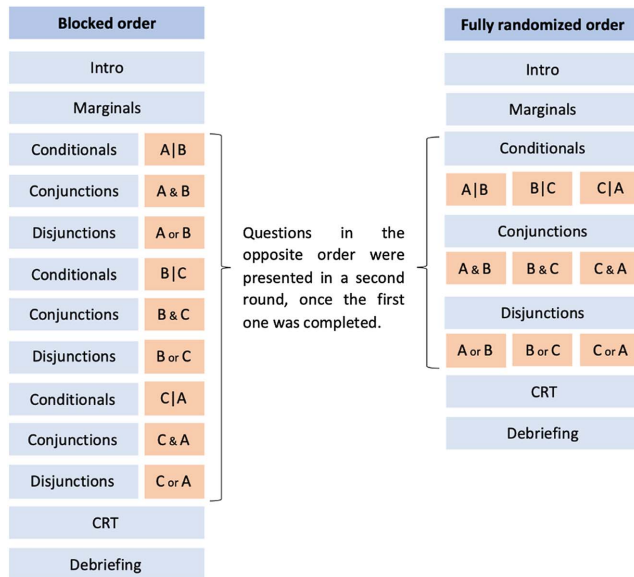 Blocked order
Intro
Marginals
Conditionals A|B
Conjunctions A & B
Disjunctions A or B
Conditionals B|C
Conjunctions B & C
Disjunctions B or C
Conditionals C|A
Conjunctions C & A
Disjunctions C or A
CRT
Debriefing
Questions in the
opposite order were
presented in a second
round, once the first
one was completed.
Fully randomized order
Intro
Marginals
Conditionals
A|B B|C C|A
Conjunctions
A & B B & C C & A
Disjunctions
A or B B or C C or A
CRT
Debriefing